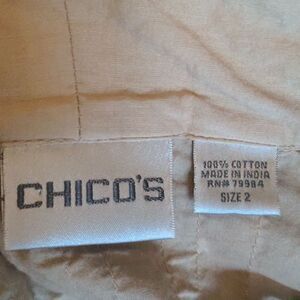 CHICO'S
100% COTTON
MADE IN INDIA
RN# 79984
SIZE 2